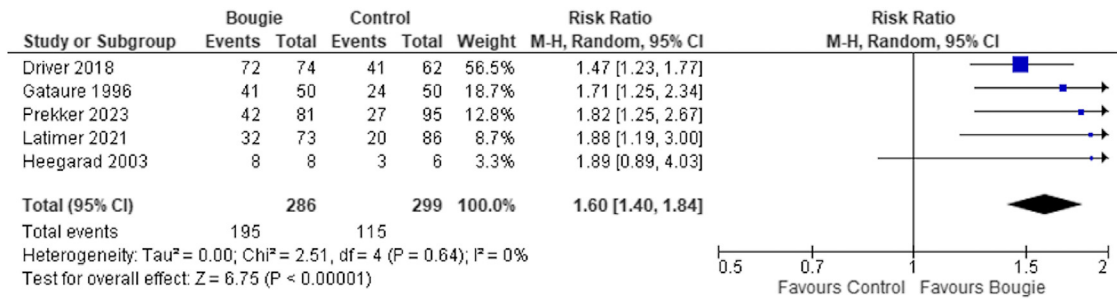 Bougie Control Risk Ratio Risk Ratio
Study or Subgroup Events Total Events Total Weight M-H, Random, 95% CI M-H, Random, 95% CI
Driver 2018 72 74 41 62 56.5% 1.47 [1.23, 1.77]
Gataure 1996 41 50 24 50 18.7% 1.71 [1.25, 2.34]
Prekker 2023 42 81 27 95 12.8% 1.82 [1.25, 2.67]
Latimer 2021 32 73 20 86 8.7% 1.88 [1.19, 3.00]
Heegarad 2003 8 8 3 6 3.3% 1.89 [0.89, 4.03]
Total (95% CI) 286 299 100.0% 1.60 [1.40, 1.84]
Total events 195 115
Heterogeneity: Tau² = 0.00; Chi² = 2.51, df = 4 (P = 0.64); I² = 0%
Test for overall effect: Z = 6.75 (P < 0.00001)
0.5 0.7 1 1.5 2
Favours Control Favours Bougie